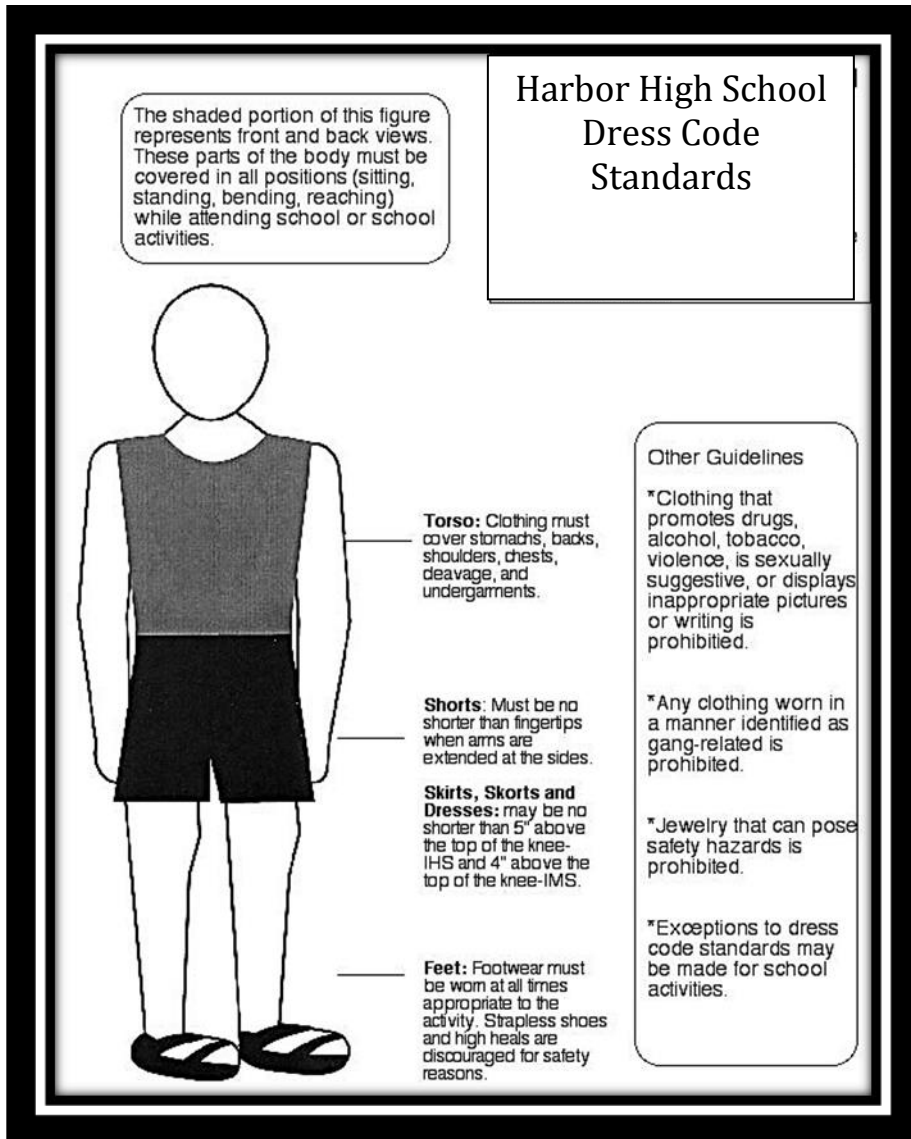 The shaded portion of this figure
represents front and back views.
These parts of the body must be
covered in all positions (sitting,
standing, bending, reaching)
while attending school or school
activities.
Harbor High School
Dress Code
Standards
Torso: Clothing must
cover stomachs, backs,
shoulders, chests,
cleavage, and
undergarments.
Shorts: Must be no
shorter than fingertips
when arms are
extended at the sides.
Skirts, Skorts and
Dresses: may be no
shorter than 5" above
the top of the knee-
IHS and 4" above the
top of the knee-IMS.
Feet: Footwear must
be worn at all times
appropriate to the
activity. Strapless shoes
and high heals are
discouraged for safety
reasons.
Other Guidelines
*Clothing that
promotes drugs,
alcohol, tobacco,
violence, is sexually
suggestive, or displays
inappropriate pictures
or writing is
prohibitied.
*Any clothing worn in
a manner identified as
gang-related is
prohibited.
*Jewelry that can pose
safety hazards is
prohibited.
*Exceptions to dress
code standards may
be made for school
activities.